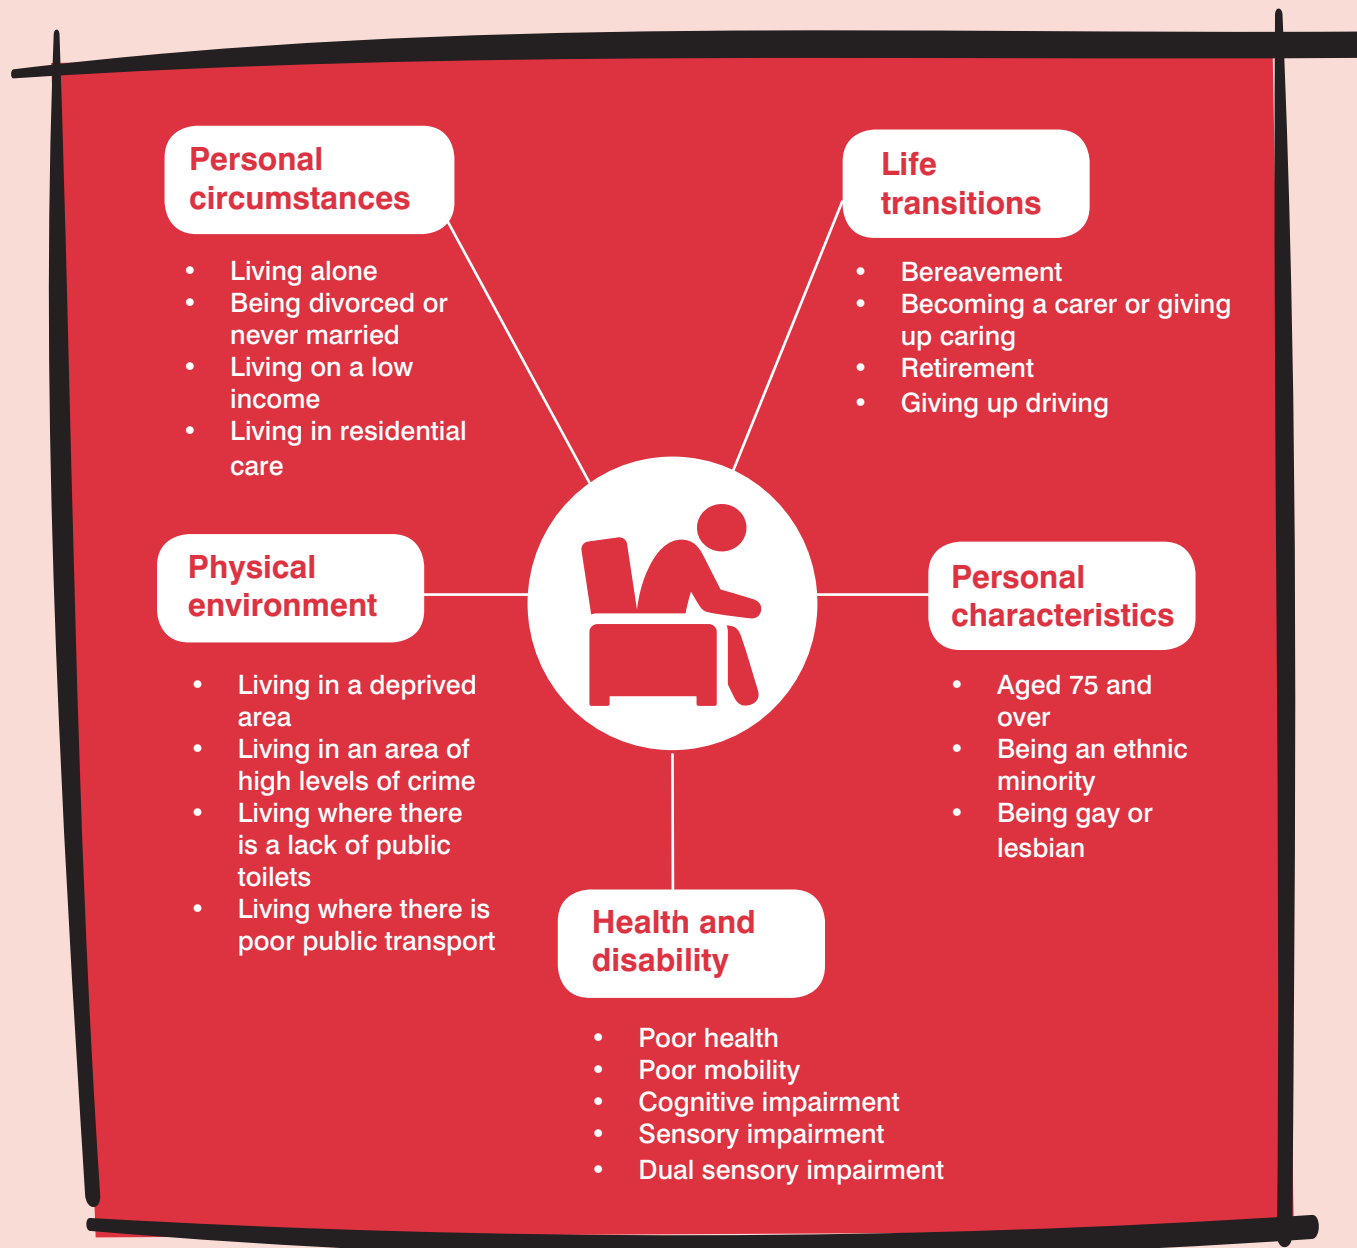 Personal
circumstances
• Living alone
• Being divorced or
never married
• Living on a low
income
• Living in residential
care
Life
transitions
• Bereavement
• Becoming a carer or giving
up caring
• Retirement
• Giving up driving
Physical
environment
• Living in a deprived
area
• Living in an area of
high levels of crime
• Living where there
is a lack of public
toilets
• Living where there is
poor public transport
Personal
characteristics
• Aged 75 and
over
• Being an ethnic
minority
• Being gay or
lesbian
Health and
disability
• Poor health
• Poor mobility
• Cognitive impairment
• Sensory impairment
• Dual sensory impairment